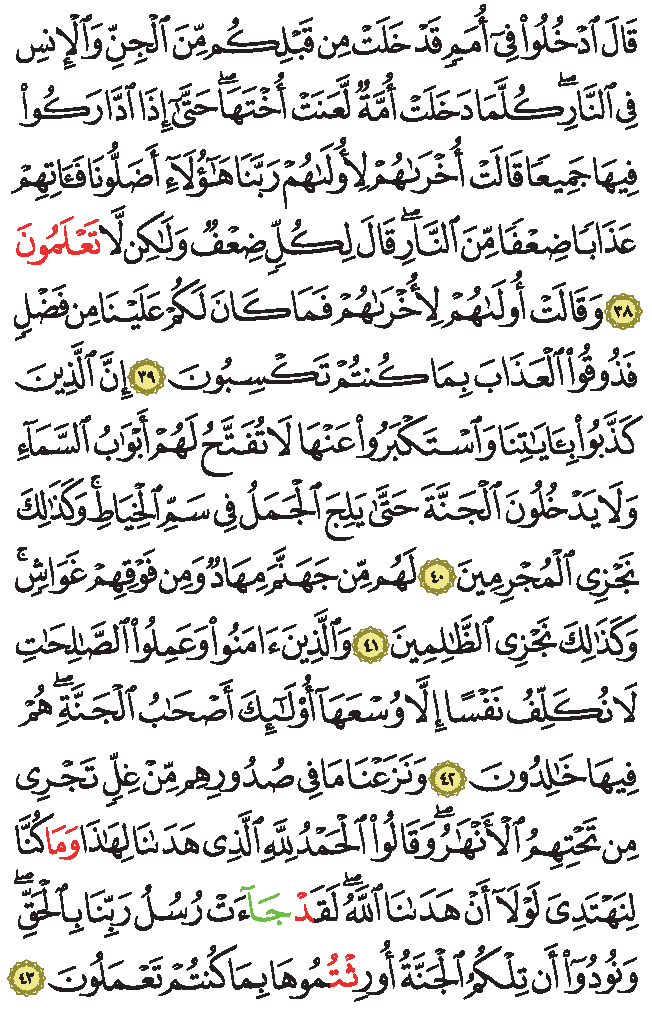 قَالَ ٱدۡخُلُواْ فِيٓ أُمَمٖ قَدۡ خَلَتۡ مِن قَبۡلِكُم مِّنَ ٱلۡجِنِّ وَٱلۡإِنسِ
فِي ٱلنَّارِۖ كُلَّمَا دَخَلَتۡ أُمَّةٞ لَّعَنَتۡ أُخۡتَهَاۖ حَتَّىٰٓ إِذَا ٱدَّارَكُواْ
فِيهَا جَمِيعٗا قَالَتۡ أُخۡرَىٰهُمۡ لِأُولَىٰهُمۡ رَبَّنَا هَٰٓؤُلَآءِ أَضَلُّونَا فَـَٔاتِهِمۡ
عَذَابٗا ضِعۡفٗا مِّنَ ٱلنَّارِۖ قَالَ لِكُلّٖ ضِعۡفٞ وَلَٰكِن لَّا تَعۡلَمُونَ
٣٨ وَقَالَتۡ أُولَىٰهُمۡ لِأُخۡرَىٰهُمۡ فَمَا كَانَ لَكُمۡ عَلَيۡنَا مِن فَضۡلٖ
فَذُوقُواْ ٱلۡعَذَابَ بِمَا كُنتُمۡ تَكۡسِبُونَ ٣٩ إِنَّ ٱلَّذِينَ
كَذَّبُواْ بِـَٔايَٰتِنَا وَٱسۡتَكۡبَرُواْ عَنۡهَا لَا تُفَتَّحُ لَهُمۡ أَبۡوَٰبُ ٱلسَّمَآءِ
وَلَا يَدۡخُلُونَ ٱلۡجَنَّةَ حَتَّىٰ يَلِجَ ٱلۡجَمَلُ فِي سَمِّ ٱلۡخِيَاطِۚ وَكَذَٰلِكَ
نَجۡزِي ٱلۡمُجۡرِمِينَ ٤٠ لَهُم مِّن جَهَنَّمَ مِهَادٞ وَمِن فَوۡقِهِمۡ غَوَاشٖۚ
وَكَذَٰلِكَ نَجۡزِي ٱلظَّٰلِمِينَ ٤١ وَٱلَّذِينَ ءَامَنُواْ وَعَمِلُواْ ٱلصَّٰلِحَٰتِ
لَا نُكَلِّفُ نَفۡسًا إِلَّا وُسۡعَهَآ أُوْلَٰٓئِكَ أَصۡحَٰبُ ٱلۡجَنَّةِۖ هُمۡ
فِيهَا خَٰلِدُونَ ٤٢ وَنَزَعۡنَا مَا فِي صُدُورِهِم مِّنۡ غِلّٖ تَجۡرِي
مِن تَحۡتِهِمُ ٱلۡأَنۡهَٰرُۖ وَقَالُواْ ٱلۡحَمۡدُ لِلَّهِ ٱلَّذِي هَدَىٰنَا لِهَٰذَا وَمَا كُنَّا
لِنَهۡتَدِيَ لَوۡلَآ أَنۡ هَدَىٰنَا ٱللَّهُۖ لَقَدۡ جَآءَتۡ رُسُلُ رَبِّنَا بِٱلۡحَقِّۖ
وَنُودُوٓاْ أَن تِلۡكُمُ ٱلۡجَنَّةُ أُورِثۡتُمُوهَا بِمَا كُنتُمۡ تَعۡمَلُونَ ٤٣